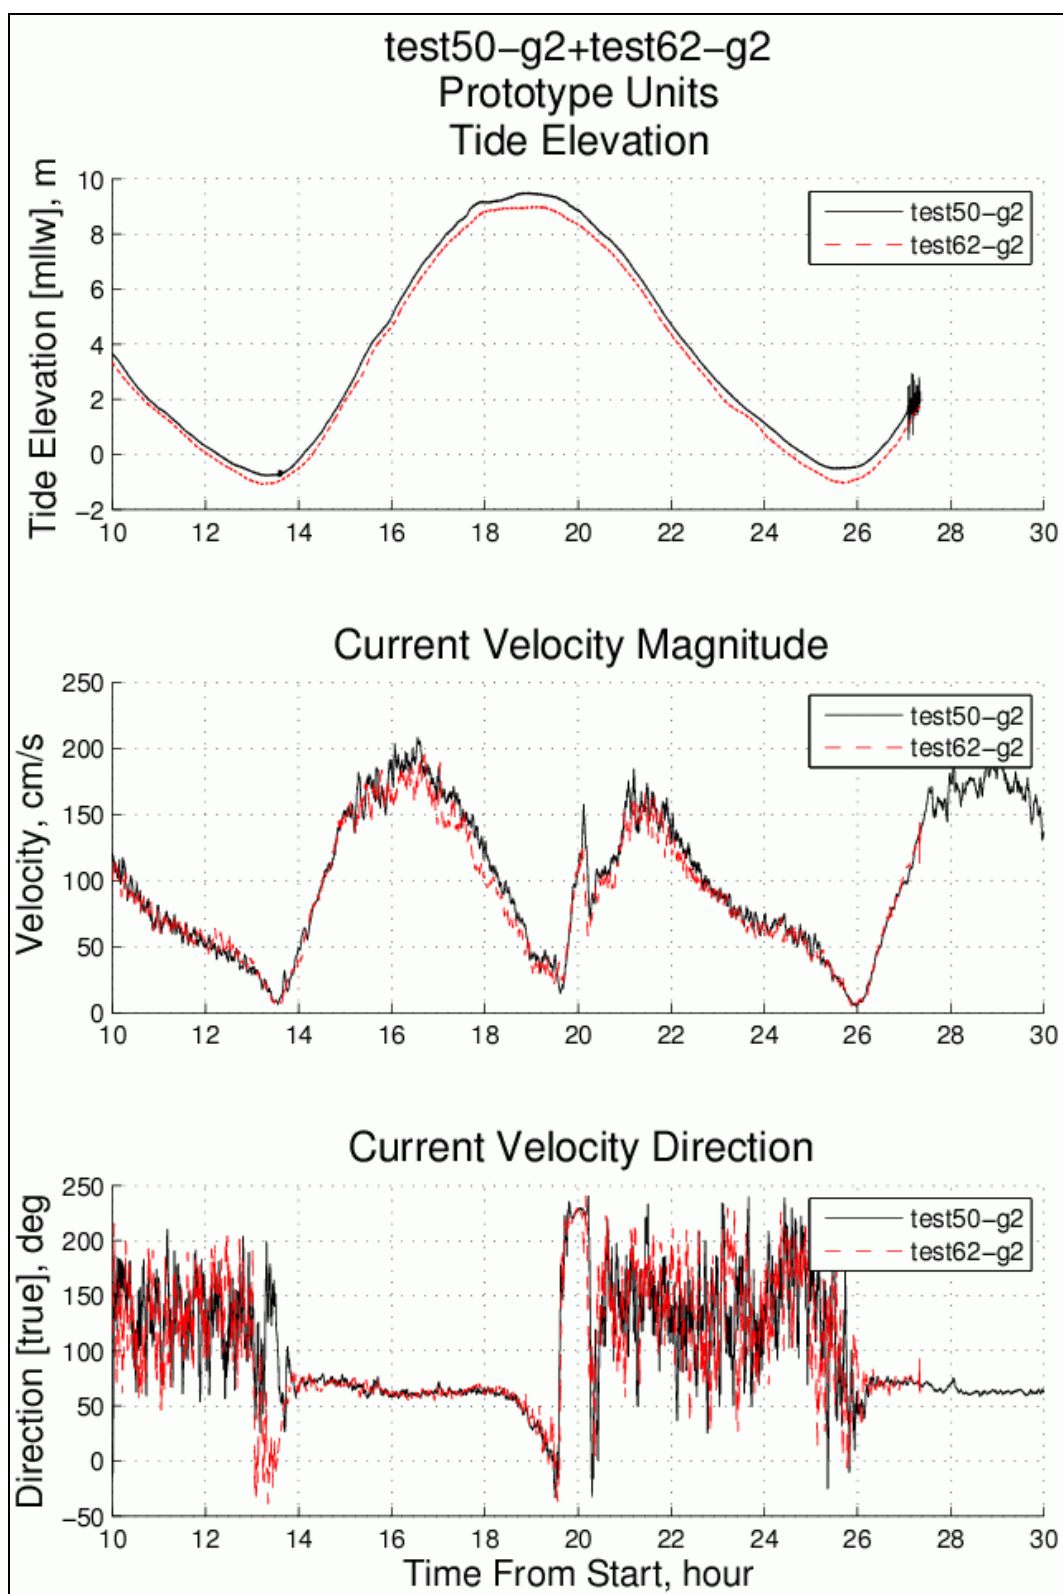 test50-g2+test62-g2
Prototype Units
Tide Elevation
Tide Elevation [mllw], m
10
8
6
4
2
0
−2
test50−g2
test62−g2
10 12 14 16 18 20 22 24 26 28 30
Current Velocity Magnitude
Velocity, cm/s
250
200
150
100
50
0
test50−g2
test62−g2
10 12 14 16 18 20 22 24 26 28 30
Current Velocity Direction
Direction [true], deg
250
200
150
100
50
0
−50
test50−g2
test62−g2
10 12 14 16 18 20 22 24 26 28 30
Time From Start, hour